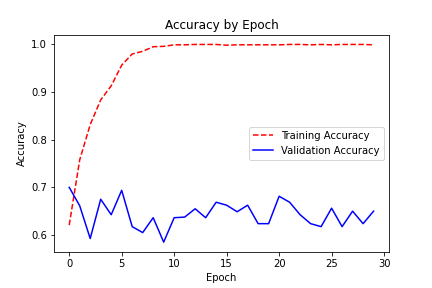 Accuracy by Epoch
1.0
0.9
0.8
0.7
0.6
Accuracy
Training Accuracy
Validation Accuracy
0 5 10 15 20 25 30
Epoch